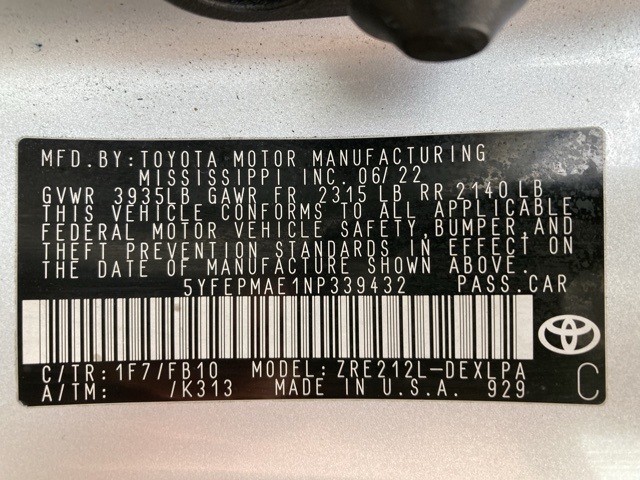 MFD. BY: TOYOTA MOTOR MANUFACTURING
MISSISSIPPI INC. 06/22
GVWR 3935LB GAWR FR 2315 LB RR 2140 LB
THIS VEHICLE CONFORMS TO ALL APPLICABLE
FEDERAL MOTOR VEHICLE SAFETY, BUMPER, AND
THEFT PREVENTION STANDARDS IN EFFECT ON
THE DATE OF MANUFACTURE SHOWN ABOVE.
5YFEPMAE1NP339432 PASS. CAR
C/TR: 1F7/FB10 MODEL: ZRE212L-DEXLPA
A/TM: /K313 MADE IN U.S.A. 929
C